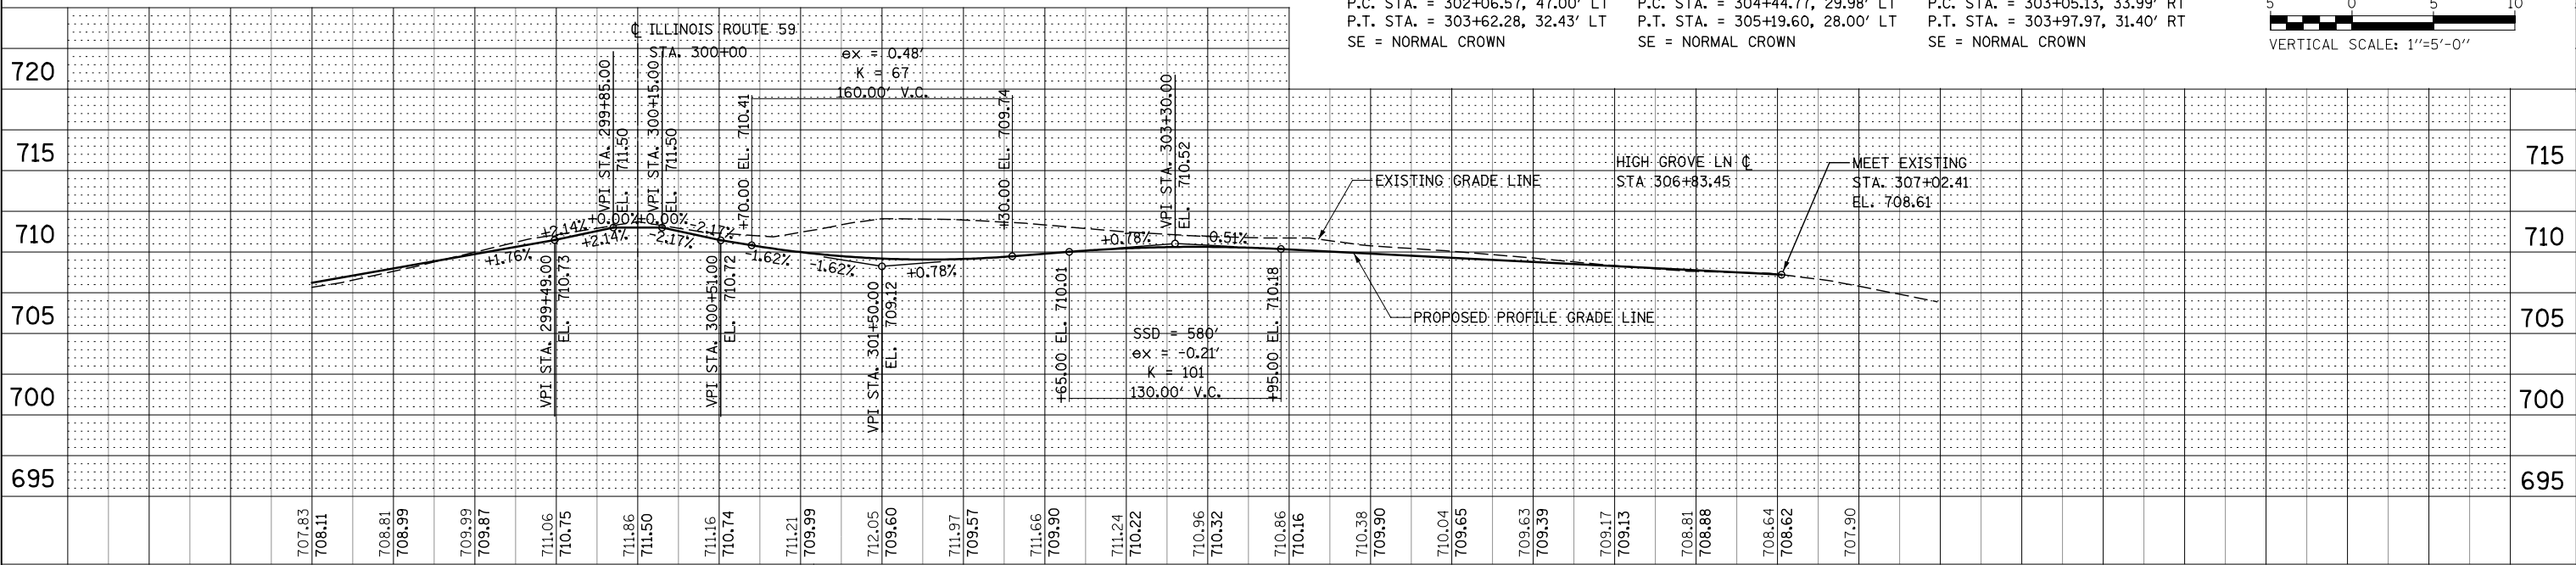 P.C. STA. = 302+06.57, 47.00' LT
P.T. STA. = 303+62.28, 32.43' LT
SE = NORMAL CROWN
P.C. STA. = 304+44.77, 29.98' LT
P.T. STA. = 305+19.60, 28.00' LT
SE = NORMAL CROWN
P.C. STA. = 303+05.13, 33.99' RT
P.T. STA. = 303+97.97, 31.40' RT
SE = NORMAL CROWN
5 0 5 10
VERTICAL SCALE: 1"=5'-0"
℄ ILLINOIS ROUTE 59
STA. 300+00
ex = 0.48'
K = 67
160.00' V.C.
720
715
710
705
700
695
715
710
705
700
695
VPI STA. 299+85.00
EL. 711.50
VPI STA. 300+15.00
EL. 711.50
+70.00 EL. 710.41
+30.00 EL. 709.74
VPI STA. 303+30.00
EL. 710.52
EXISTING GRADE LINE
HIGH GROVE LN ℄
STA 306+83.45
MEET EXISTING
STA. 307+02.41
EL. 708.61
+2.14%
+0.00%
+0.00%
-2.17%
+1.76%
+2.14%
-2.17%
-1.62%
-1.62%
+0.78%
+0.78%
-0.51%
VPI STA. 299+49.00
EL. 710.73
VPI STA. 300+51.00
EL. 710.72
VPI STA. 301+50.00
EL. 709.12
+65.00 EL. 710.01
SSD = 580'
ex = -0.21'
K = 101
130.00' V.C.
+95.00 EL. 710.18
PROPOSED PROFILE GRADE LINE
707.83
708.11
708.81
708.99
709.99
709.87
711.06
710.75
711.86
711.50
711.16
710.74
711.21
709.99
712.05
709.60
711.97
709.57
711.66
709.90
711.24
710.22
710.96
710.32
710.86
710.16
710.38
709.90
710.04
709.65
709.63
709.39
709.17
709.13
708.81
708.88
708.64
708.62
707.90